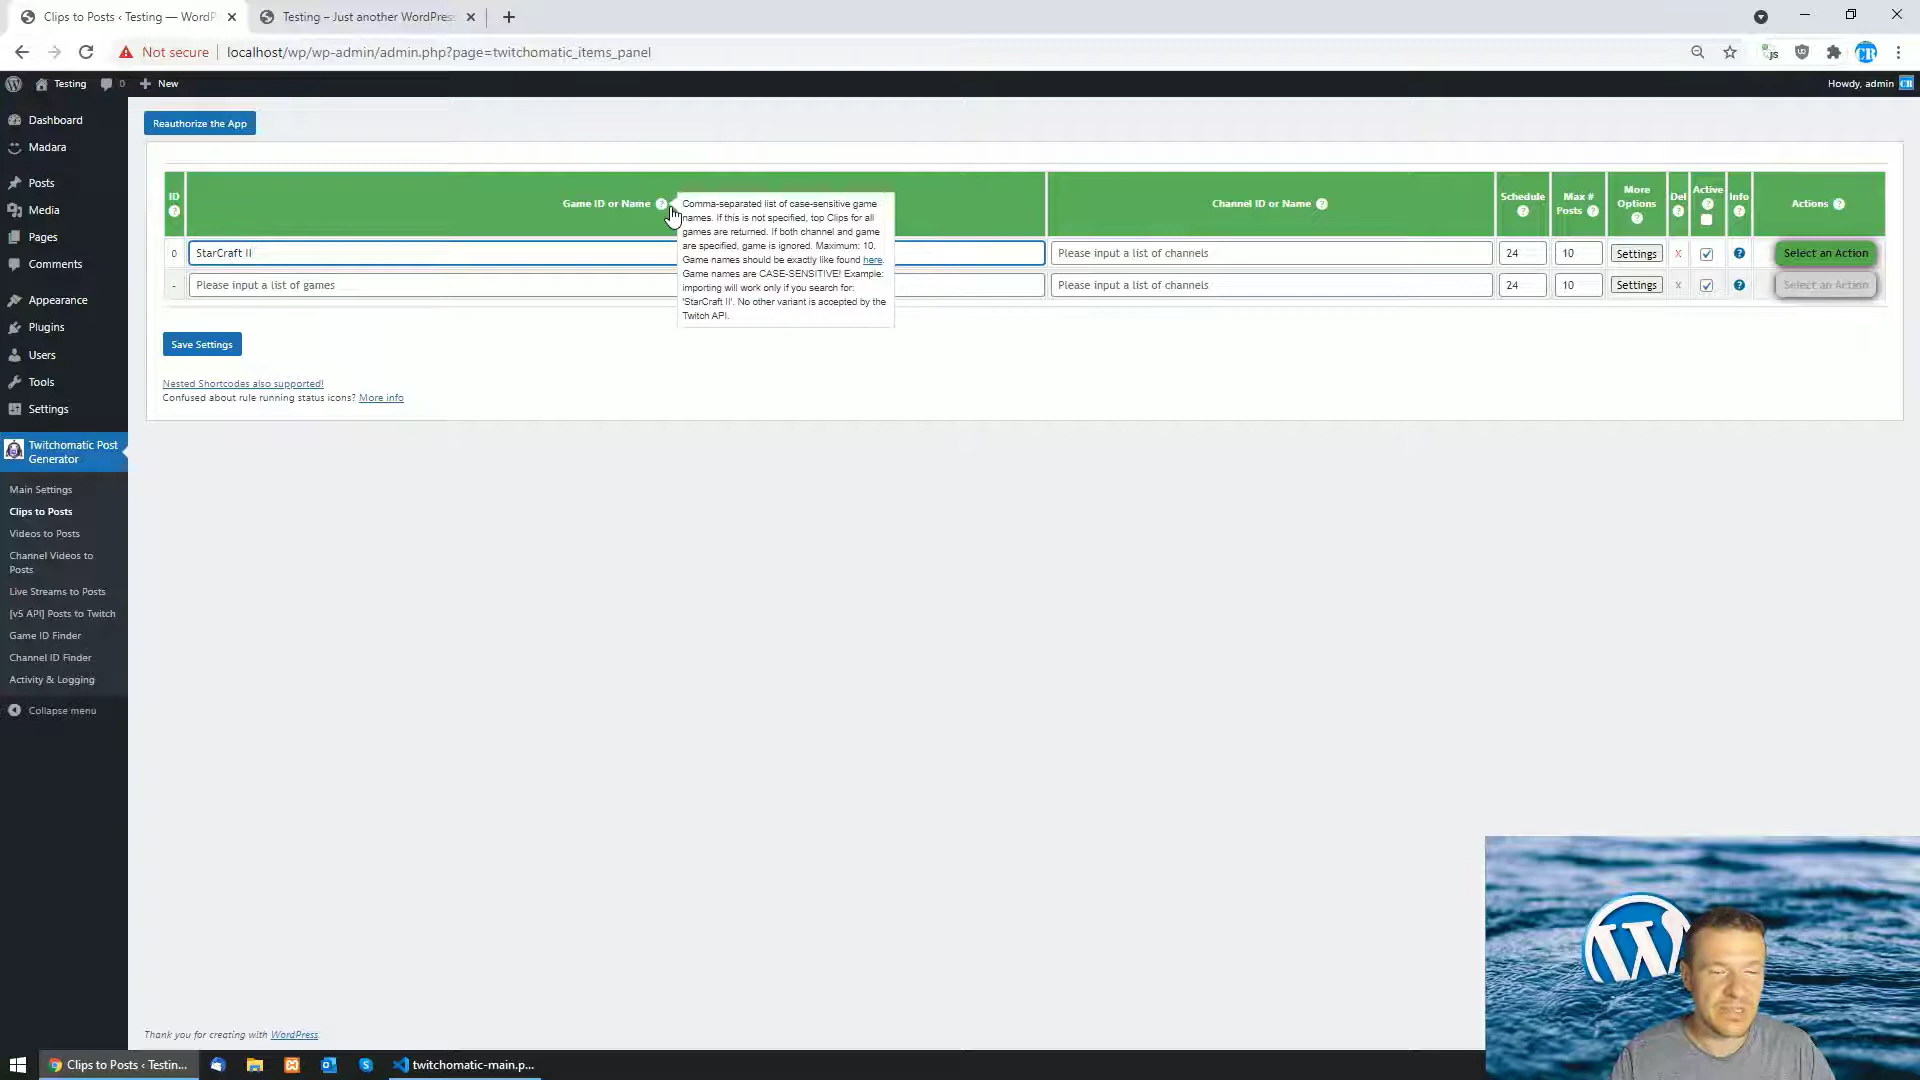 Clips to Posts ‹ Testing — WordP
Testing – Just another WordPress
Not secure
localhost/wp/wp-admin/admin.php?page=twitchomatic_items_panel
Testing
0
New
Howdy, admin
Dashboard
Madara
Posts
Media
Pages
Comments
Appearance
Plugins
Users
Tools
Settings
Twitchomatic Post
Generator
Main Settings
Clips to Posts
Videos to Posts
Channel Videos to
Posts
Live Streams to Posts
[v5 API] Posts to Twitch
Game ID Finder
Channel ID Finder
Activity & Logging
Collapse menu
Reauthorize the App
ID
Game ID or Name
Channel ID or Name
Schedule
Max #
Posts
More
Options
Del
Active
Info
Actions
Comma-separated list of case-sensitive game
names. If this is not specified, top Clips for all
games are returned. If both channel and game
are specified, game is ignored. Maximum: 10.
Game names should be exactly like found here.
Game names are CASE-SENSITIVE! Example:
importing will work only if you search for:
'StarCraft II'. No other variant is accepted by the
Twitch API.
0
StarCraft II
Please input a list of channels
24
10
Settings
X
Select an Action
-
Please input a list of games
Please input a list of channels
24
10
Settings
X
Select an Action
Save Settings
Nested Shortcodes also supported!
Confused about rule running status icons? More info
Thank you for creating with WordPress.
Clips to Posts ‹ Testin...
twitchomatic-main.p...